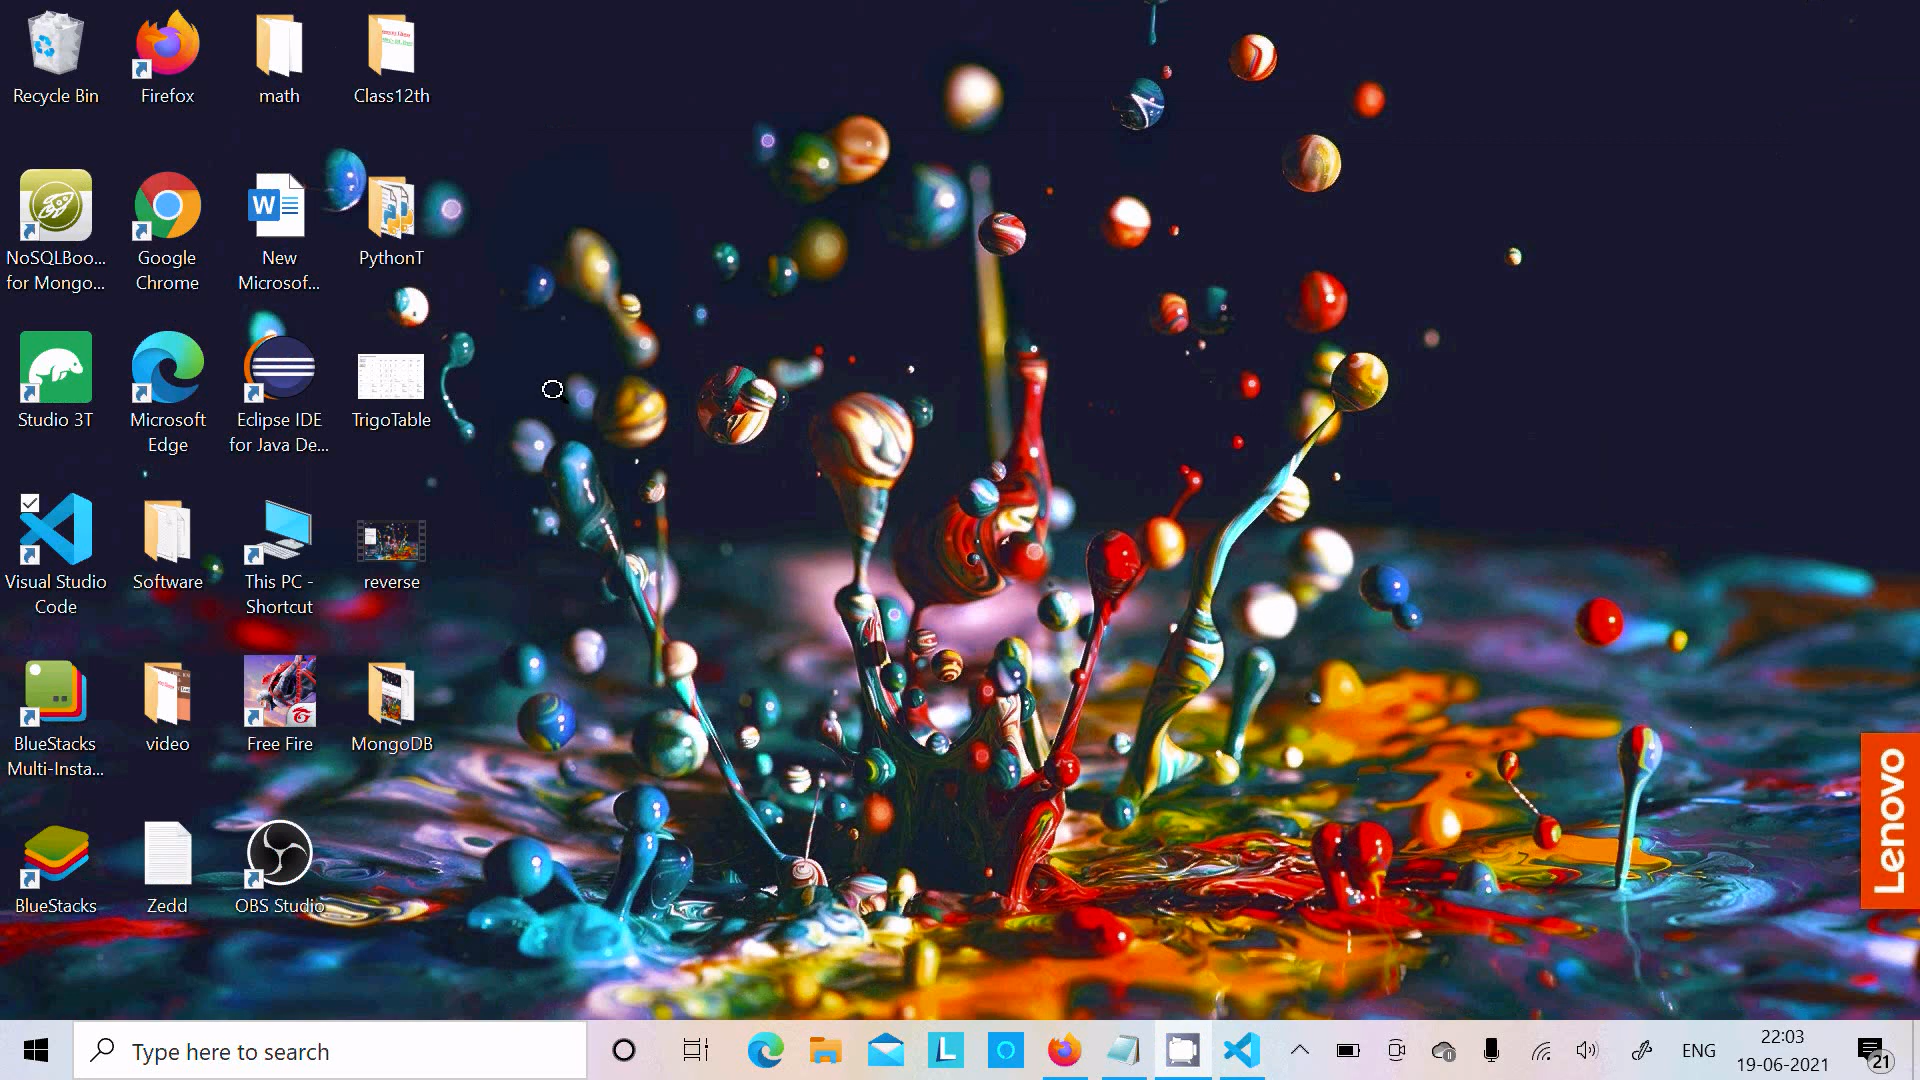 Recycle Bin
Firefox
math
Class12th
NoSQLBoo...
for Mongo...
Google
Chrome
W
New
Microsof...
PythonT
Studio 3T
Microsoft
Edge
Eclipse IDE
for Java De...
TrigoTable
Visual Studio
Code
Software
This PC -
Shortcut
reverse
BlueStacks
Multi-Insta...
video
Free Fire
MongoDB
Lenovo
BlueStacks
Zedd
OBS Studio
Type here to search
L
ENG
22:03
19-06-2021
21